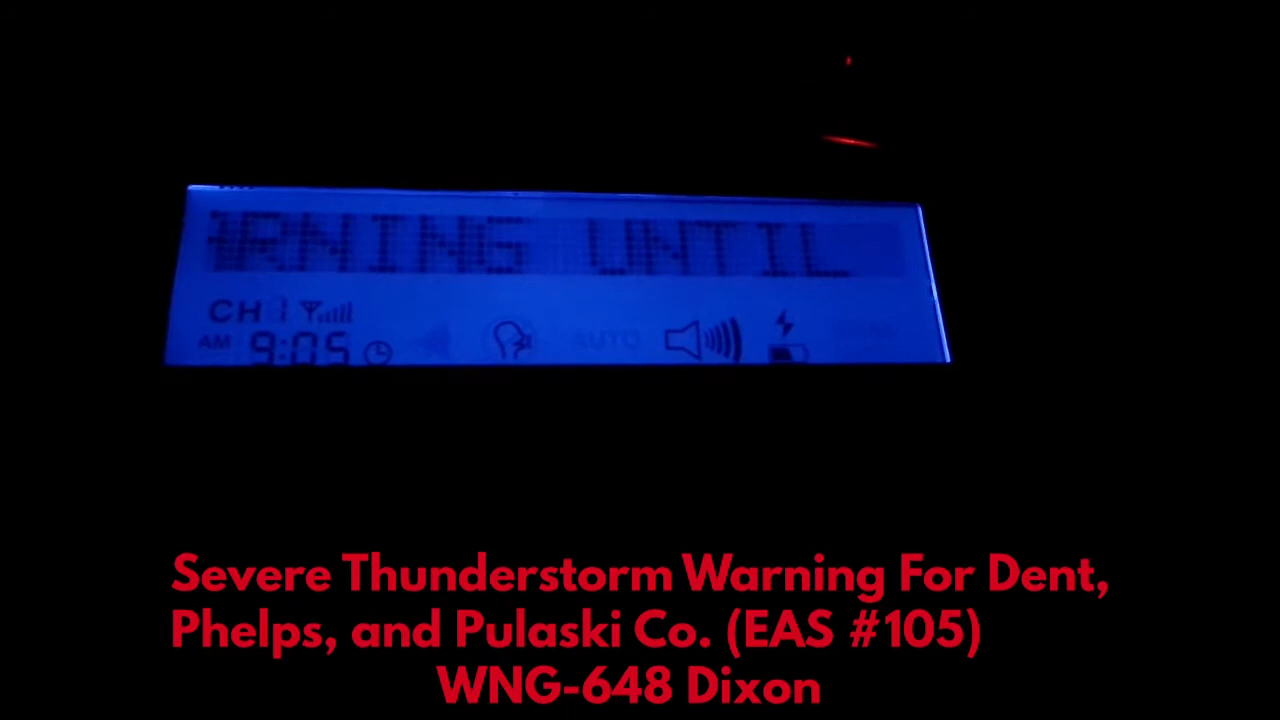 RNING UNTIL
CH
AM 9:05
AUTO
Severe Thunderstorm Warning For Dent,
Phelps, and Pulaski Co. (EAS #105)
WNG-648 Dixon